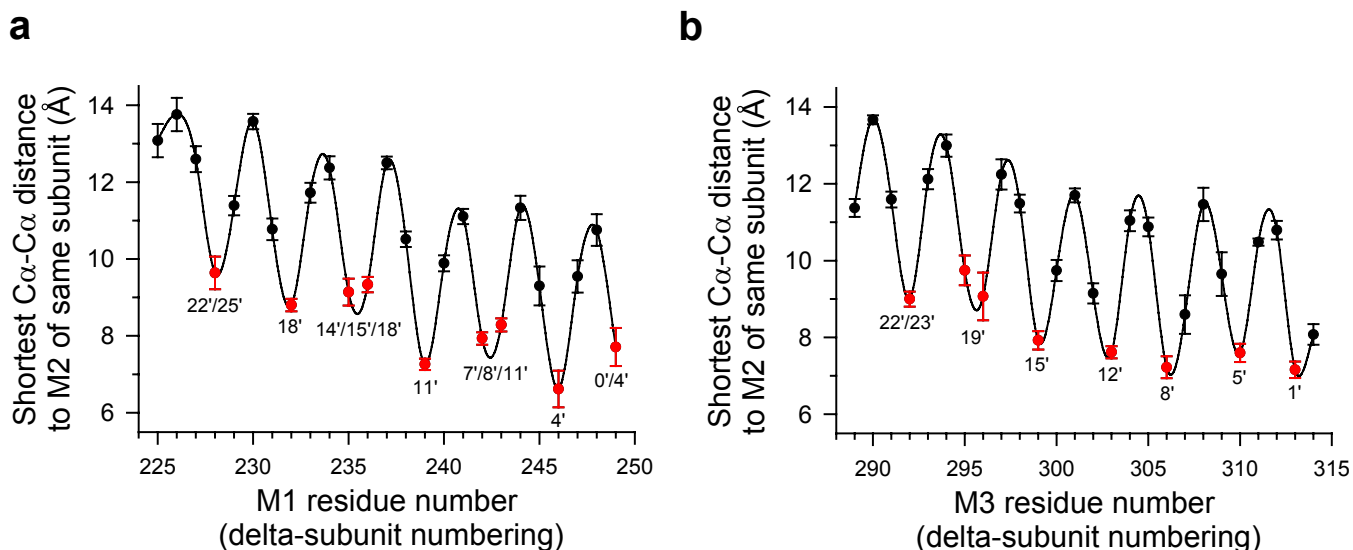 a
Shortest Cα-Cα distance
to M2 of same subunit (Å)
14
12
10
8
6
22'/25'
18'
14'/15'/18'
11'
7'/8'/11'
4'
0'/4'
225 230 235 240 245 250
M1 residue number
(delta-subunit numbering)
b
Shortest Cα-Cα distance
to M2 of same subunit (Å)
14
12
10
8
6
22'/23'
19'
15'
12'
8'
5'
1'
290 295 300 305 310 315
M3 residue number
(delta-subunit numbering)